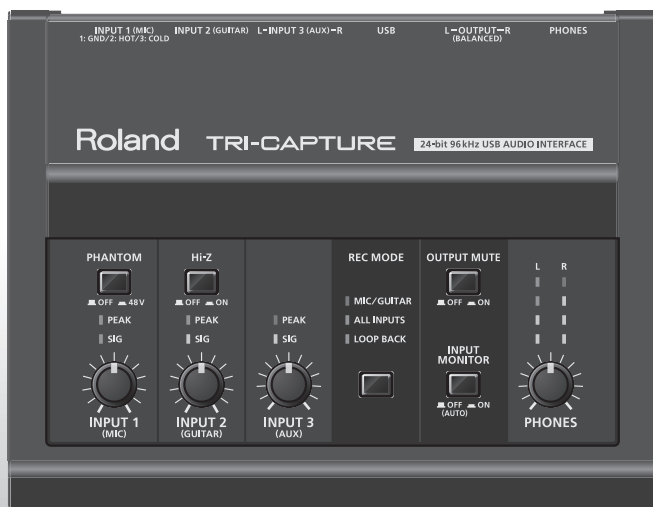 INPUT 1 (MIC)
1: GND/2: HOT/3: COLD
INPUT 2 (GUITAR)
L-INPUT 3 (AUX)-R
USB
L-OUTPUT-R
(BALANCED)
PHONES
Roland TRI-CAPTURE 24-bit 96kHz USB AUDIO INTERFACE
PHANTOM
OFF 48V
PEAK
SIG
INPUT 1
(MIC)
Hi-Z
OFF ON
PEAK
SIG
INPUT 2
(GUITAR)
PEAK
SIG
INPUT 3
(AUX)
REC MODE
MIC/GUITAR
ALL INPUTS
LOOP BACK
OUTPUT MUTE
OFF ON
INPUT
MONITOR
OFF ON
(AUTO)
L R
PHONES